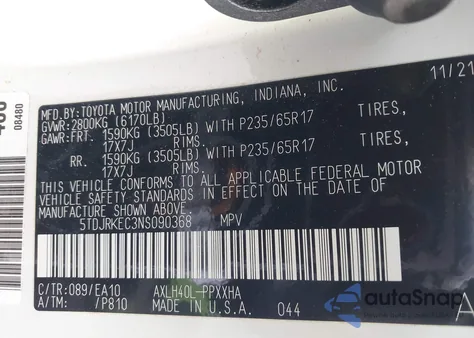 08480
MFD. BY: TOYOTA MOTOR MANUFACTURING, INDIANA, INC. 11/21
GVWR: 2800KG (6170LB)
GAWR: FRT. 1590KG (3505LB) WITH P235/65R17 TIRES,
17X7J RIMS.
RR. 1590KG (3505LB) WITH P235/65R17 TIRES,
17X7J RIMS.
THIS VEHICLE CONFORMS TO ALL APPLICABLE FEDERAL MOTOR
VEHICLE SAFETY STANDARDS IN EFFECT ON THE DATE OF
MANUFACTURE SHOWN ABOVE.
5TDJRKEC3NS090368 MPV
C/TR:089/EA10 AXLH40L-PPXXHA
A/TM: /P810 MADE IN U.S.A. 044 A
autoSnap